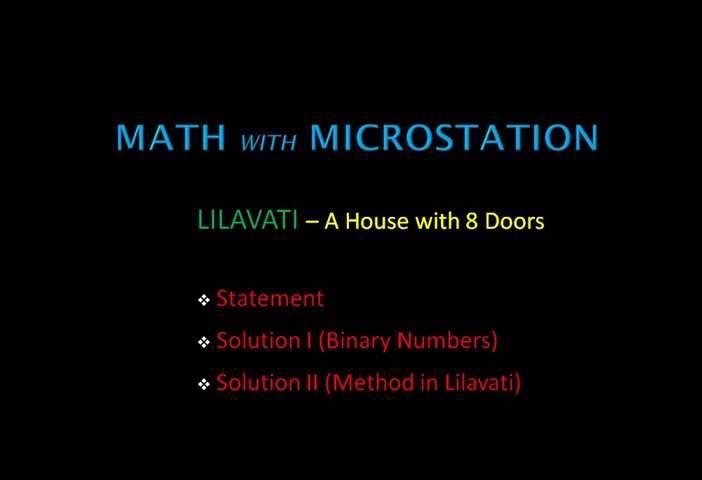 MATH WITH MICROSTATION
LILAVATI – A House with 8 Doors
❖ Statement
❖ Solution I (Binary Numbers)
❖ Solution II (Method in Lilavati)